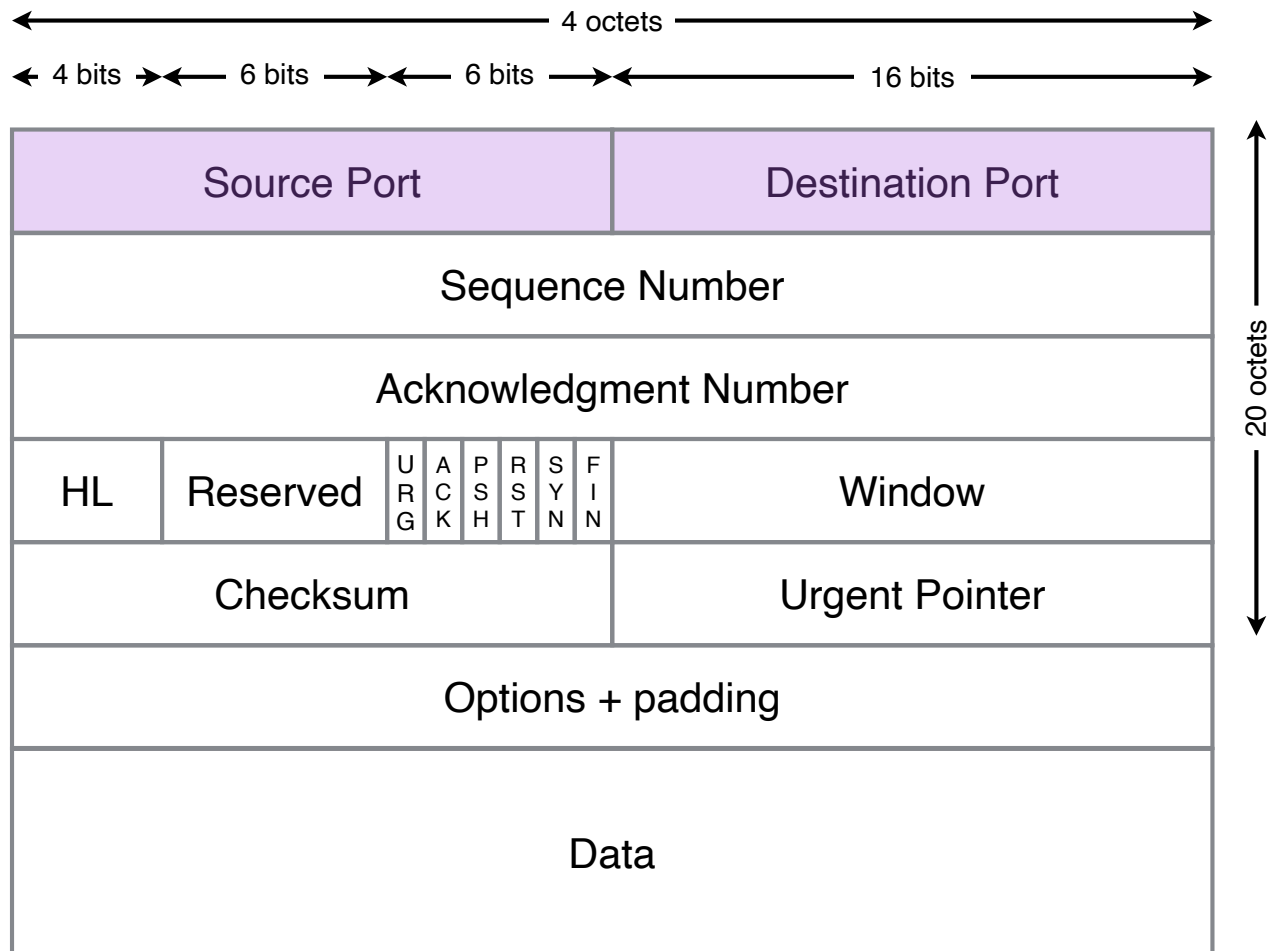 4 octets
4 bits 6 bits 6 bits 16 bits
Source Port Destination Port
Sequence Number
Acknowledgment Number
HL Reserved URG ACK PSH RST SYN FIN Window
Checksum Urgent Pointer
Options + padding
Data
20 octets